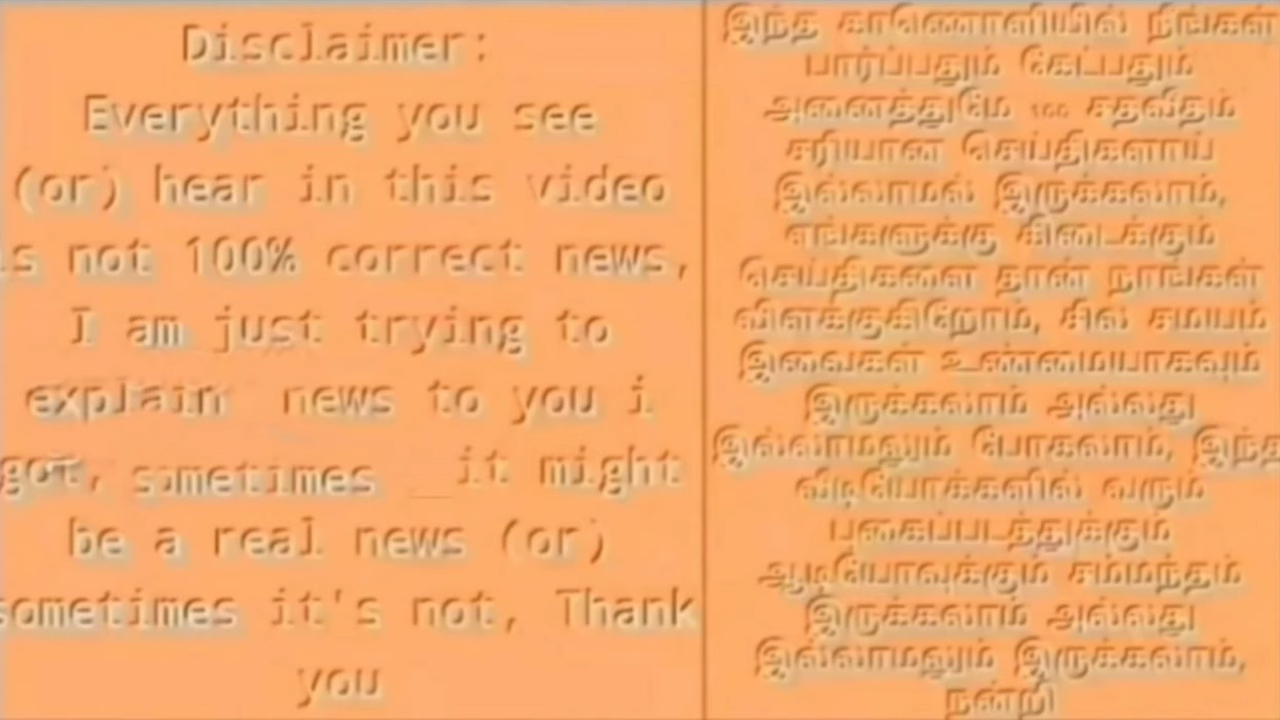 Disclaimer:
Everything you see
(or) hear in this video
is not 100% correct news,
I am just trying to
explain news to you i
got, sometimes _ it might
be a real news (or)
sometimes it's not, Thank
you
இந்த காணொளியில் நீங்கள்
பார்ப்பதும் கேட்பதும்
அனைத்துமே 100 சதவீதம்
சரியான செய்திகளாய்
இல்லாமல் இருக்கலாம்,
எங்களுக்கு கிடைக்கும்
செய்திகளை தான் நாங்கள்
விளக்குகிறோம், சில சமயம்
இவைகள் உண்மையாகவும்
இருக்கலாம் அல்லது
இல்லாமலும் போகலாம், இந்த
வீடியோக்களில் வரும்
பகைப்படத்துக்கும்
ஆடியோவுக்கும் சம்மந்தம்
இருக்கலாம் அல்லது
இல்லாமலும் இருக்கலாம்,
நன்றி